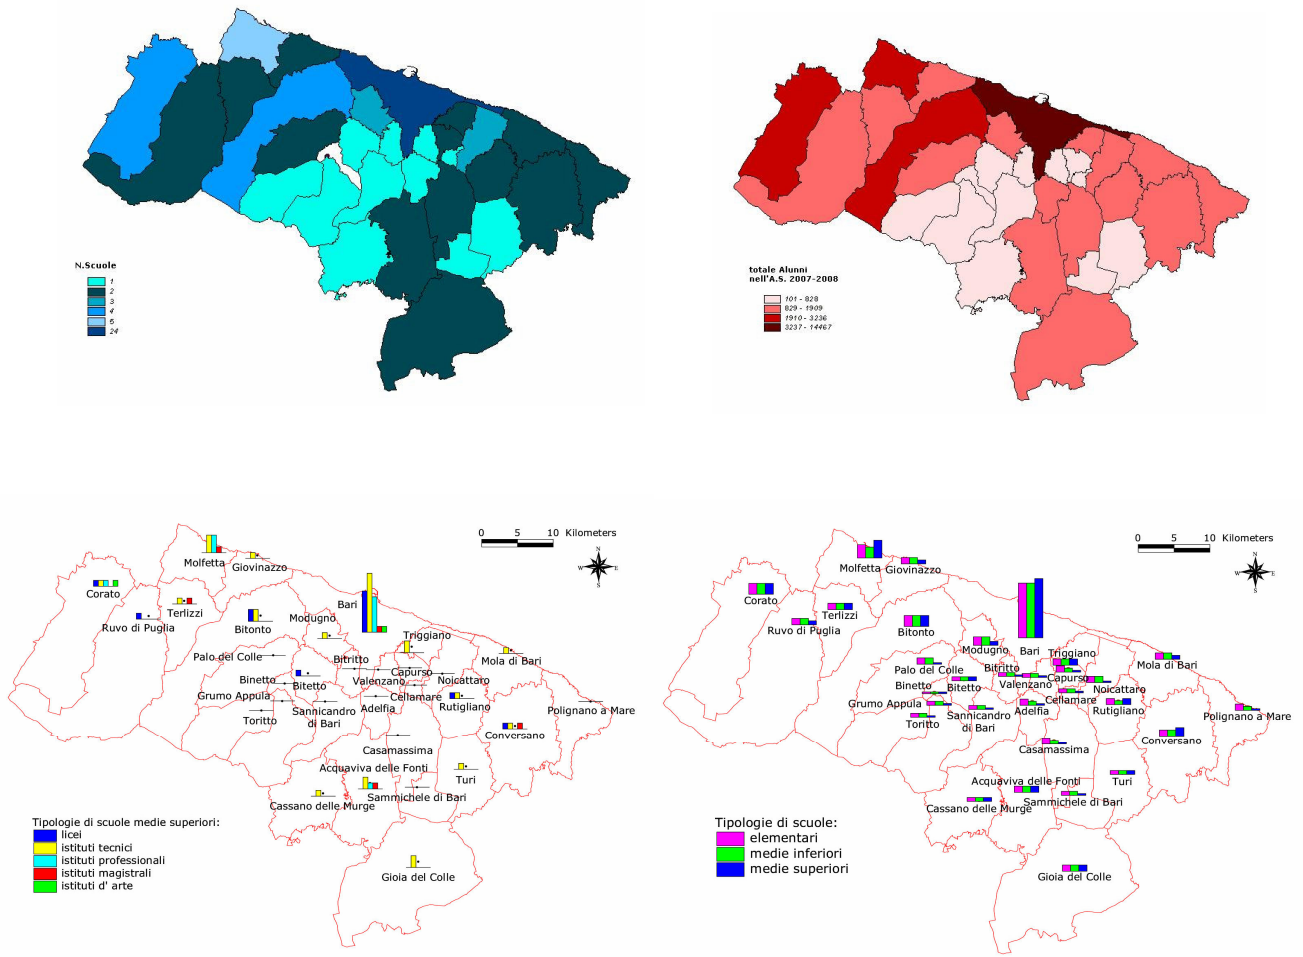 N.Scuole
1
2
3
4
5
24
totale Alunni
nell'A.S. 2007-2008
101 - 828
829 - 1909
1910 - 3236
3237 - 14467
0 5 10 Kilometers
N
W E
S
Molfetta
Giovinazzo
Corato
Terlizzi
Ruvo di Puglia
Bari
Bitonto
Modugno
Triggiano
Palo del Colle
Bitritto
Mola di Bari
Capurso
Binetto
Bitetto
Valenzano
Noicattaro
Grumo Appula
Cellamare
Rutigliano
Sannicandro
di Bari
Adelfia
Polignano a Mare
Toritto
Conversano
Casamassima
Acquaviva delle Fonti
Turi
Cassano delle Murge
Sammichele di Bari
Gioia del Colle
Tipologie di scuole medie superiori:
licei
istituti tecnici
istituti professionali
istituti magistrali
istituti d' arte
0 5 10 Kilometers
N
W E
S
Molfetta
Giovinazzo
Corato
Terlizzi
Ruvo di Puglia
Bitonto
Modugno
Bari
Triggiano
Mola di Bari
Palo del Colle
Bitritto
Capurso
Binetto
Bitetto
Valenzano
Noicattaro
Grumo Appula
Cellamare
Rutigliano
Toritto
Sannicandro
di Bari
Adelfia
Polignano a Mare
Conversano
Casamassima
Acquaviva delle Fonti
Turi
Cassano delle Murge
Sammichele di Bari
Gioia del Colle
Tipologie di scuole:
elementari
medie inferiori
medie superiori